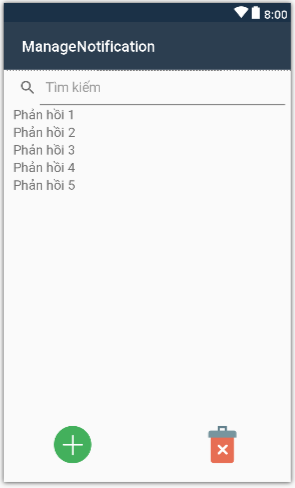 8:00
ManageNotification
Tìm kiếm
Phản hồi 1
Phản hồi 2
Phản hồi 3
Phản hồi 4
Phản hồi 5